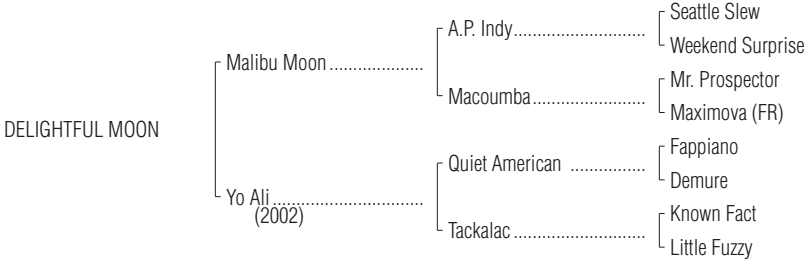 DELIGHTFUL MOON
Malibu Moon
Yo Ali
(2002)
A.P. Indy
Macoumba
Quiet American
Tackalac
Seattle Slew
Weekend Surprise
Mr. Prospector
Maximova (FR)
Fappiano
Demure
Known Fact
Little Fuzzy